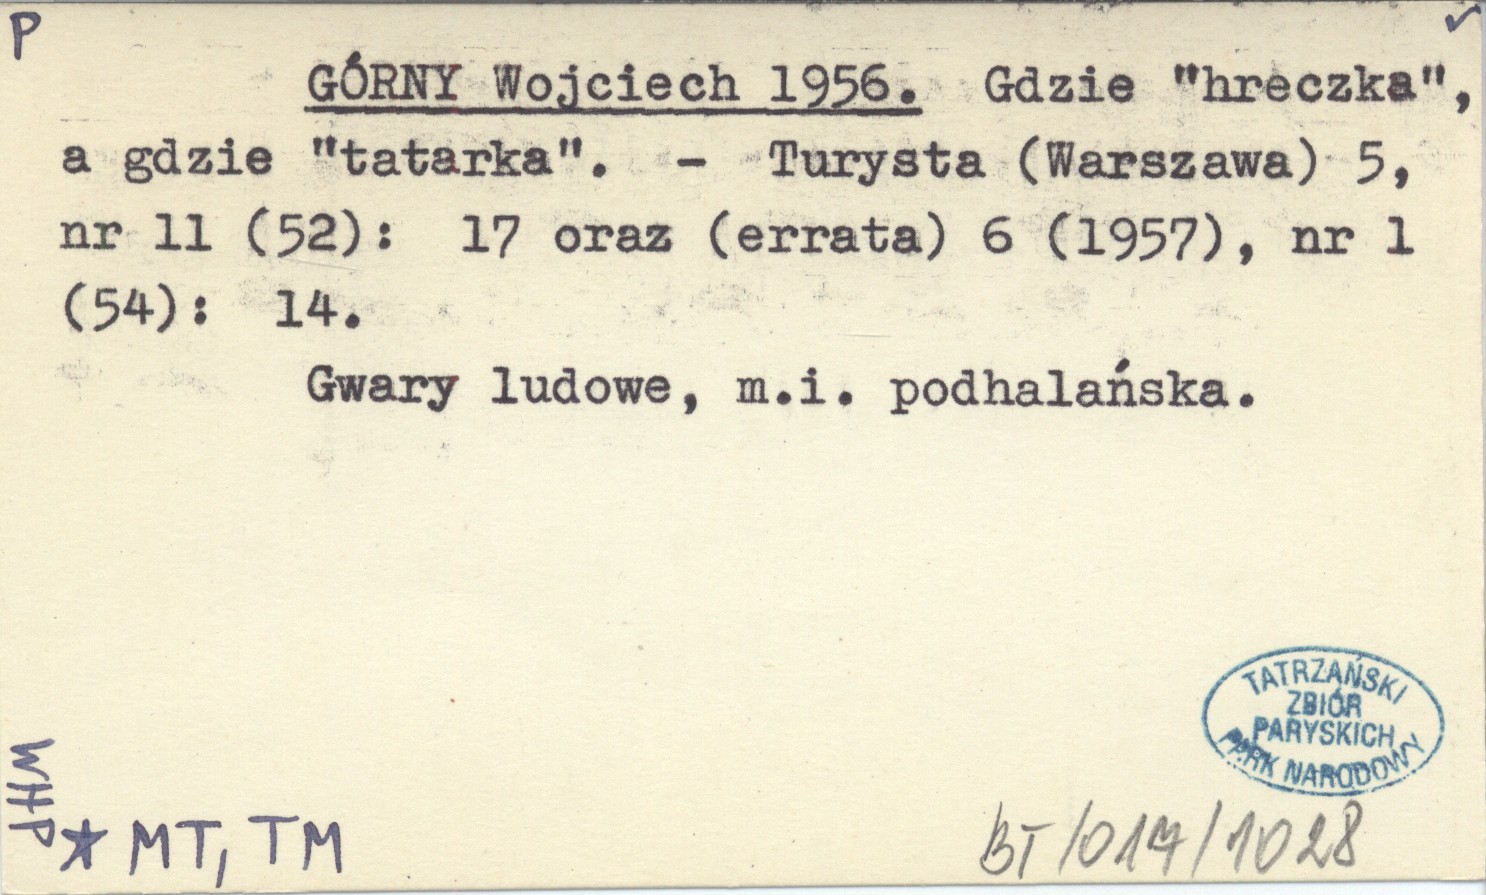 P ✓
GÓRNY Wojciech 1956. Gdzie "hreczka",
a gdzie "tatarka". - Turysta (Warszawa) 5,
nr 11 (52): 17 oraz (errata) 6 (1957), nr 1
(54): 14.
Gwary ludowe, m.i. podhalańska.
TATRZAŃSKI
ZBIÓR
PARYSKICH
PARK NARODOWY
WHP
* MT, TM
BT/017/1028